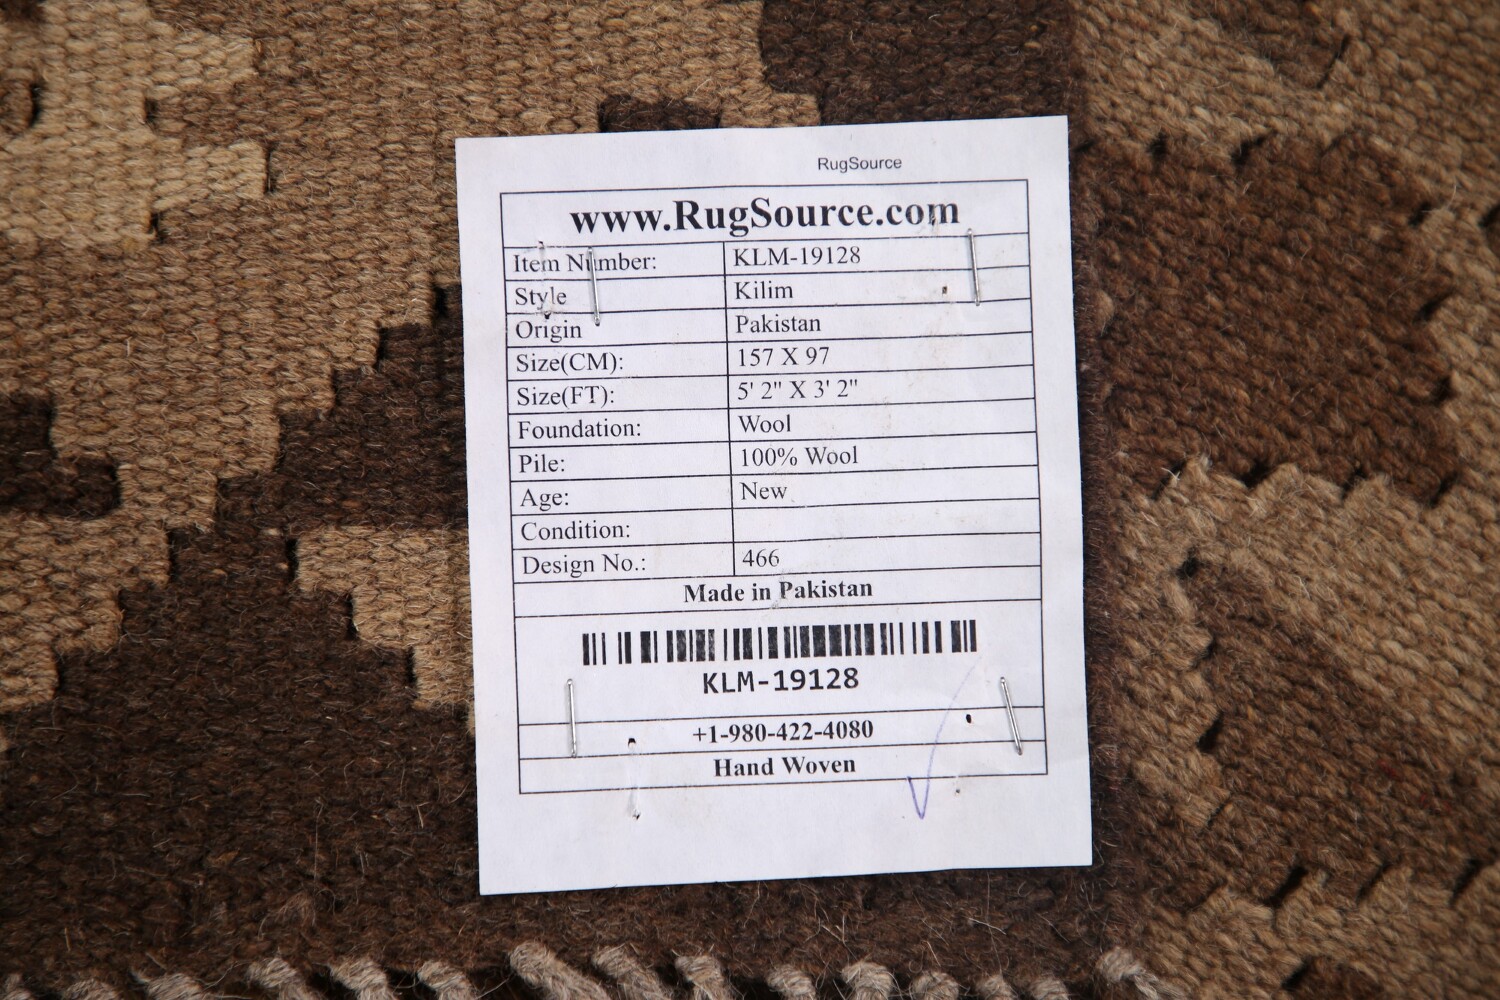 RugSource
www.RugSource.com
Item Number: KLM-19128
Style Kilim
Origin Pakistan
Size(CM): 157 X 97
Size(FT): 5' 2" X 3' 2"
Foundation: Wool
Pile: 100% Wool
Age: New
Condition:
Design No.: 466
Made in Pakistan
KLM-19128
+1-980-422-4080
Hand Woven